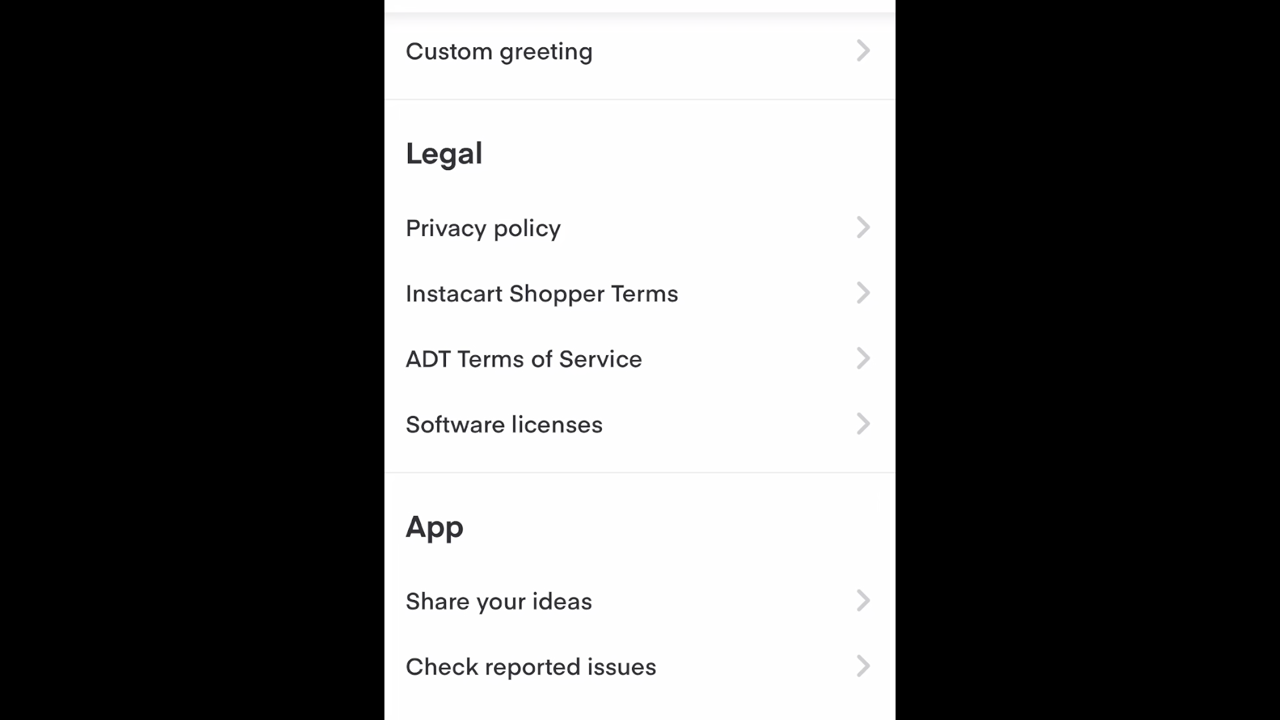 Custom greeting
Legal
Privacy policy
Instacart Shopper Terms
ADT Terms of Service
Software licenses
App
Share your ideas
Check reported issues